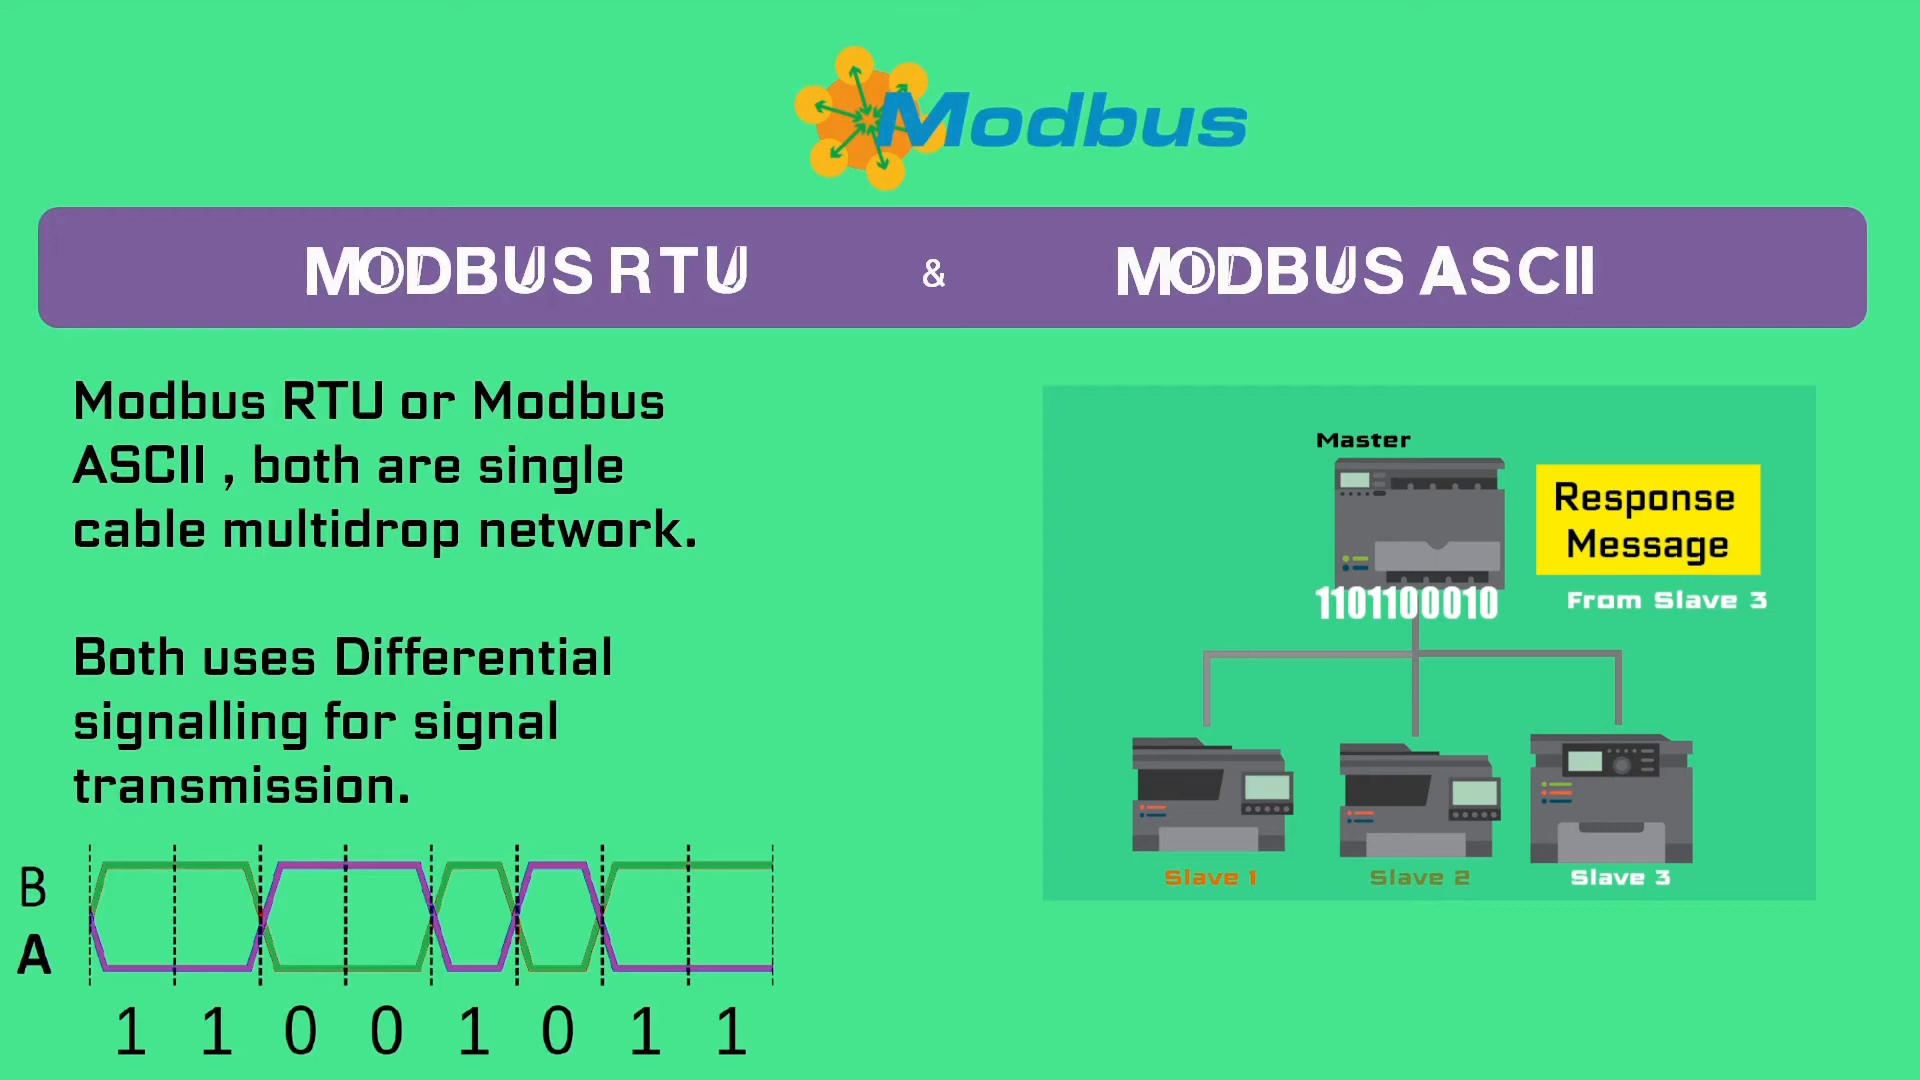 Modbus
MODBUS RTU & MODBUS ASCII
Modbus RTU or Modbus
ASCII , both are single
cable multidrop network.
Both uses Differential
signalling for signal
transmission.
B
A
1 1 0 0 1 0 1 1
Master
Response
Message
1101100010
From Slave 3
Slave 1
Slave 2
Slave 3